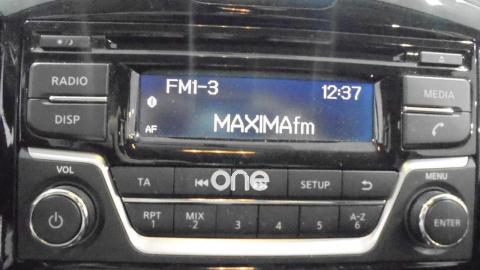 RADIO
FM1-3
12:37
MEDIA
DISP
AF
MAXIMAfm
VOL
TA
one
SETUP
MENU
RPT
1
MIX
2
3
4
5
A-Z
6
ENTER